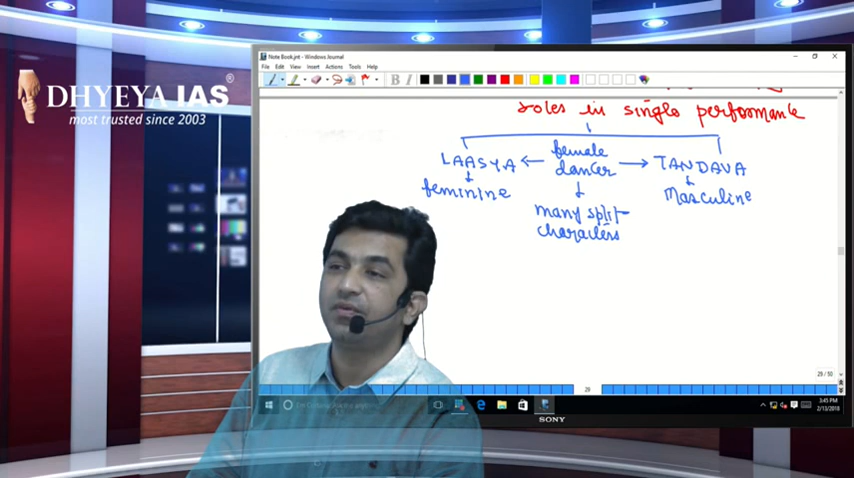 DHYEYA IAS®
most trusted since 2003
Note Book.jnt - Windows Journal
File Edit View Insert Actions Tools Help
B I
roles in single performance
LAASYA ← female dancer → TANDAVA
feminine
many split characters
Masculine
29 / 50
29
3:45 PM
2/13/2018
SONY